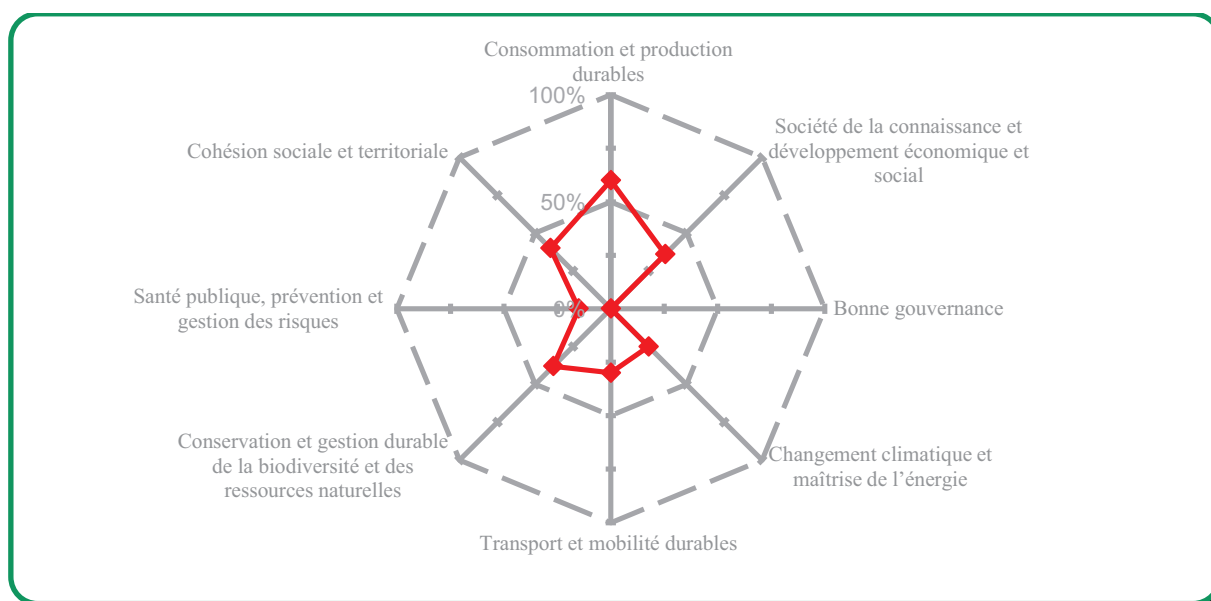 Consommation et production
durables
100%
Société de la connaissance et
développement économique et
social
Cohésion sociale et territoriale
50%
Santé publique, prévention et
gestion des risques
0%
Bonne gouvernance
Conservation et gestion durable
de la biodiversité et des
ressources naturelles
Changement climatique et
maîtrise de l’énergie
Transport et mobilité durables